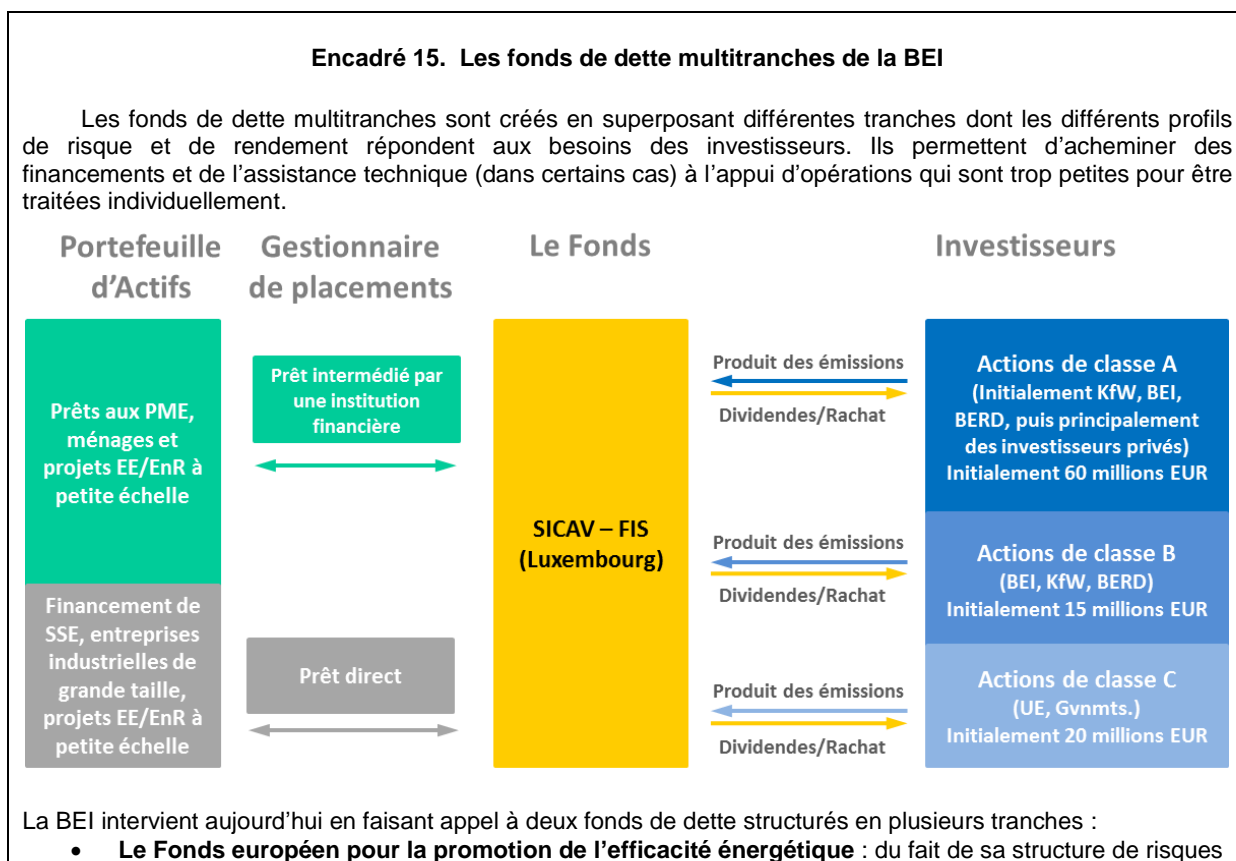 Encadré 15. Les fonds de dette multitranches de la BEI
Les fonds de dette multitranches sont créés en superposant différentes tranches dont les différents profils
de risque et de rendement répondent aux besoins des investisseurs. Ils permettent d’acheminer des
financements et de l’assistance technique (dans certains cas) à l’appui d’opérations qui sont trop petites pour être
traitées individuellement.
Portefeuille
d’Actifs
Gestionnaire
de placements
Le Fonds
Investisseurs
Prêts aux PME,
ménages et
projets EE/EnR à
petite échelle
Financement de
SSE, entreprises
industrielles de
grande taille,
projets EE/EnR à
petite échelle
Prêt intermédié par
une institution
financière
Prêt direct
SICAV – FIS
(Luxembourg)
Produit des émissions
Dividendes/Rachat
Produit des émissions
Dividendes/Rachat
Produit des émissions
Dividendes/Rachat
Actions de classe A
(Initialement KfW, BEI,
BERD, puis principalement
des investisseurs privés)
Initialement 60 millions EUR
Actions de classe B
(BEI, KfW, BERD)
Initialement 15 millions EUR
Actions de classe C
(UE, Gvnmts.)
Initialement 20 millions EUR
La BEI intervient aujourd’hui en faisant appel à deux fonds de dette structurés en plusieurs tranches :
• Le Fonds européen pour la promotion de l’efficacité énergétique : du fait de sa structure de risques